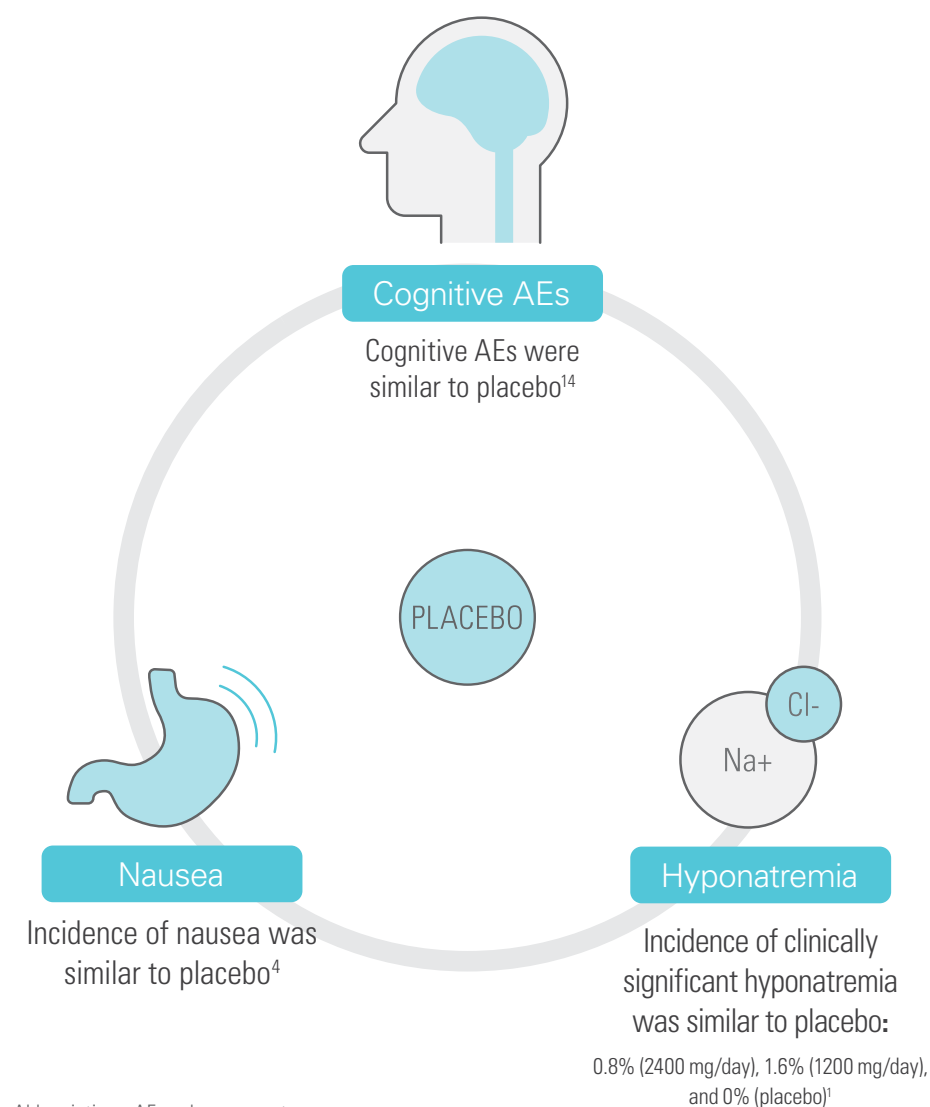 Cognitive AEs
Cognitive AEs were
similar to placebo¹⁴
PLACEBO
Cl-
Na+
Nausea
Incidence of nausea was
similar to placebo⁴
Hyponatremia
Incidence of clinically
significant hyponatremia
was similar to placebo:
0.8% (2400 mg/day), 1.6% (1200 mg/day),
and 0% (placebo)¹